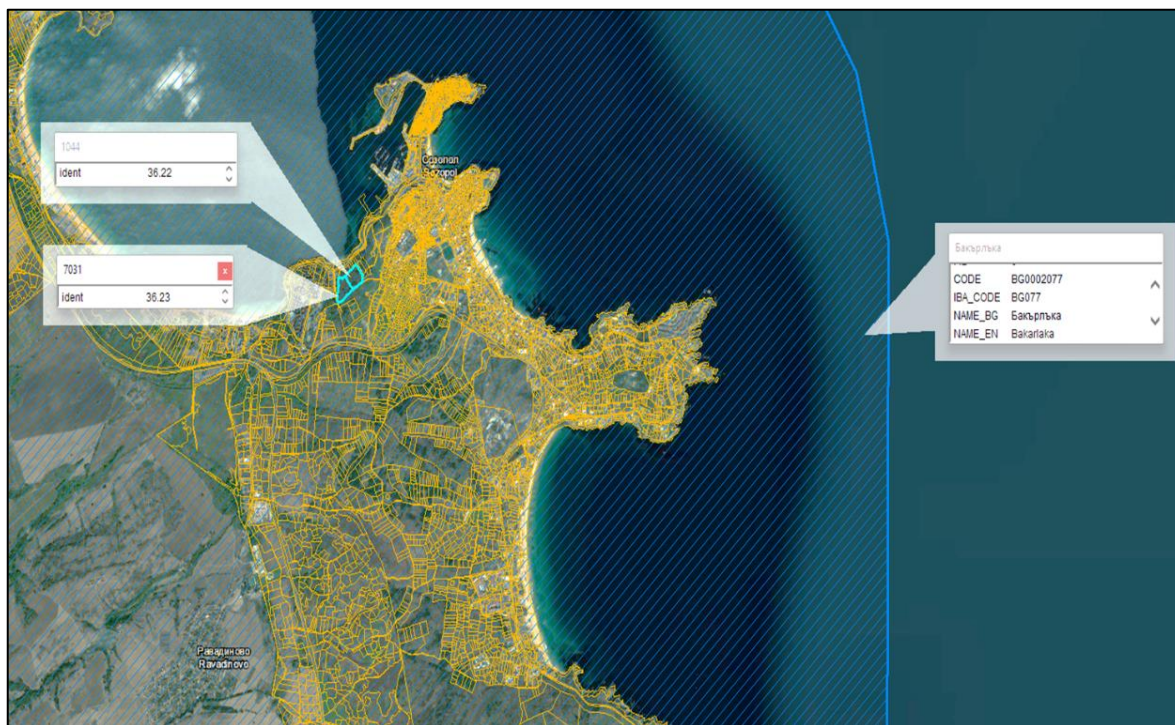 1044
ident 36.22
7031
x
ident 36.23
Созопол
Sozopol
Бакърлъка
CODE BG0002077
IBA_CODE BG077
NAME_BG Бакърлъка
NAME_EN Bakarlaka
Равадиново
Ravadinovo